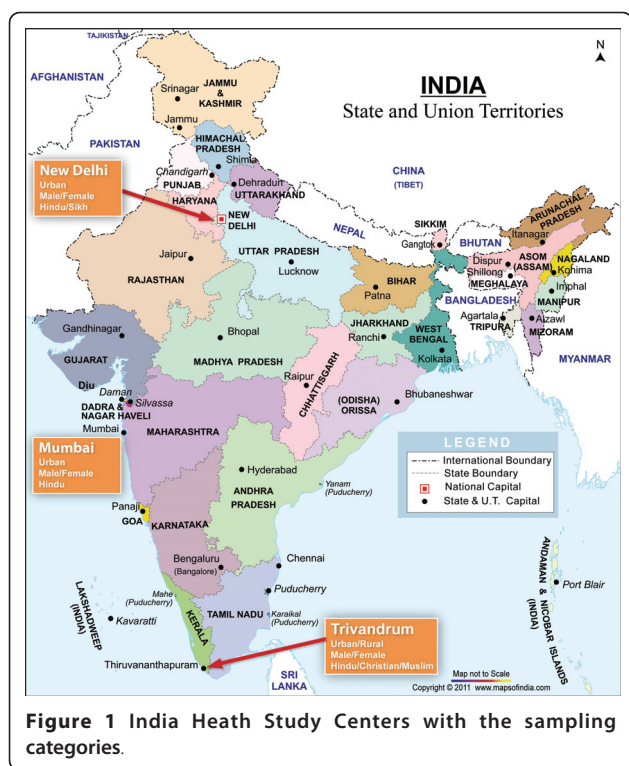 TAJIKISTAN
N
AFGHANISTAN
INDIA
State and Union Territories
Srinagar
JAMMU
&
KASHMIR
Jammu
PAKISTAN
HIMACHAL
PRADESH
Shimla
CHINA
(TIBET)
Chandigarh
PUNJAB
Dehradun
UTTARAKHAND
New Delhi
Urban
Male/Female
Hindu/Sikh
HARYANA
NEW
DELHI
NEPAL
SIKKIM
Gangtok
BHUTAN
ARUNACHAL
PRADESH
Itanagar
Jaipur
RAJASTHAN
UTTAR PRADESH
Lucknow
Dispur
ASOM
(ASSAM)
NAGALAND
Kohima
Shillong
MEGHALAYA
BIHAR
Patna
Imphal
MANIPUR
BANGLADESH
Gandhinagar
Bhopal
JHARKHAND
Ranchi
WEST
BENGAL
Kolkata
Agartala
TRIPURA
Aizawl
MIZORAM
GUJARAT
MADHYA PRADESH
MYANMAR
Diu
Daman
Silvassa
DADRA &
NAGAR HAVELI
Raipur
CHHATTISGARH
(ODISHA)
ORISSA
Bhubaneshwar
Mumbai
MAHARASHTRA
Mumbai
Urban
Male/Female
Hindu
LEGEND
International Boundary
State Boundary
National Capital
State & U.T. Capital
Hyderabad
ANDHRA
PRADESH
Yanam
(Puducherry)
Panaji
GOA
KARNATAKA
Bengaluru
(Bangalore)
Chennai
ANDAMAN & NICOBAR ISLANDS
(INDIA)
Port Blair
LAKSHADWEEP
(INDIA)
Kavaratti
Mahe
(Puducherry)
Puducherry
TAMIL NADU
Karaikal
(Puducherry)
KERALA
Trivandrum
Urban/Rural
Male/Female
Hindu/Christian/Muslim
Thiruvananthapuram
SRI
LANKA
Map not to Scale
Copyright © 2011 www.mapsofindia.com
Figure 1 India Heath Study Centers with the sampling
categories.